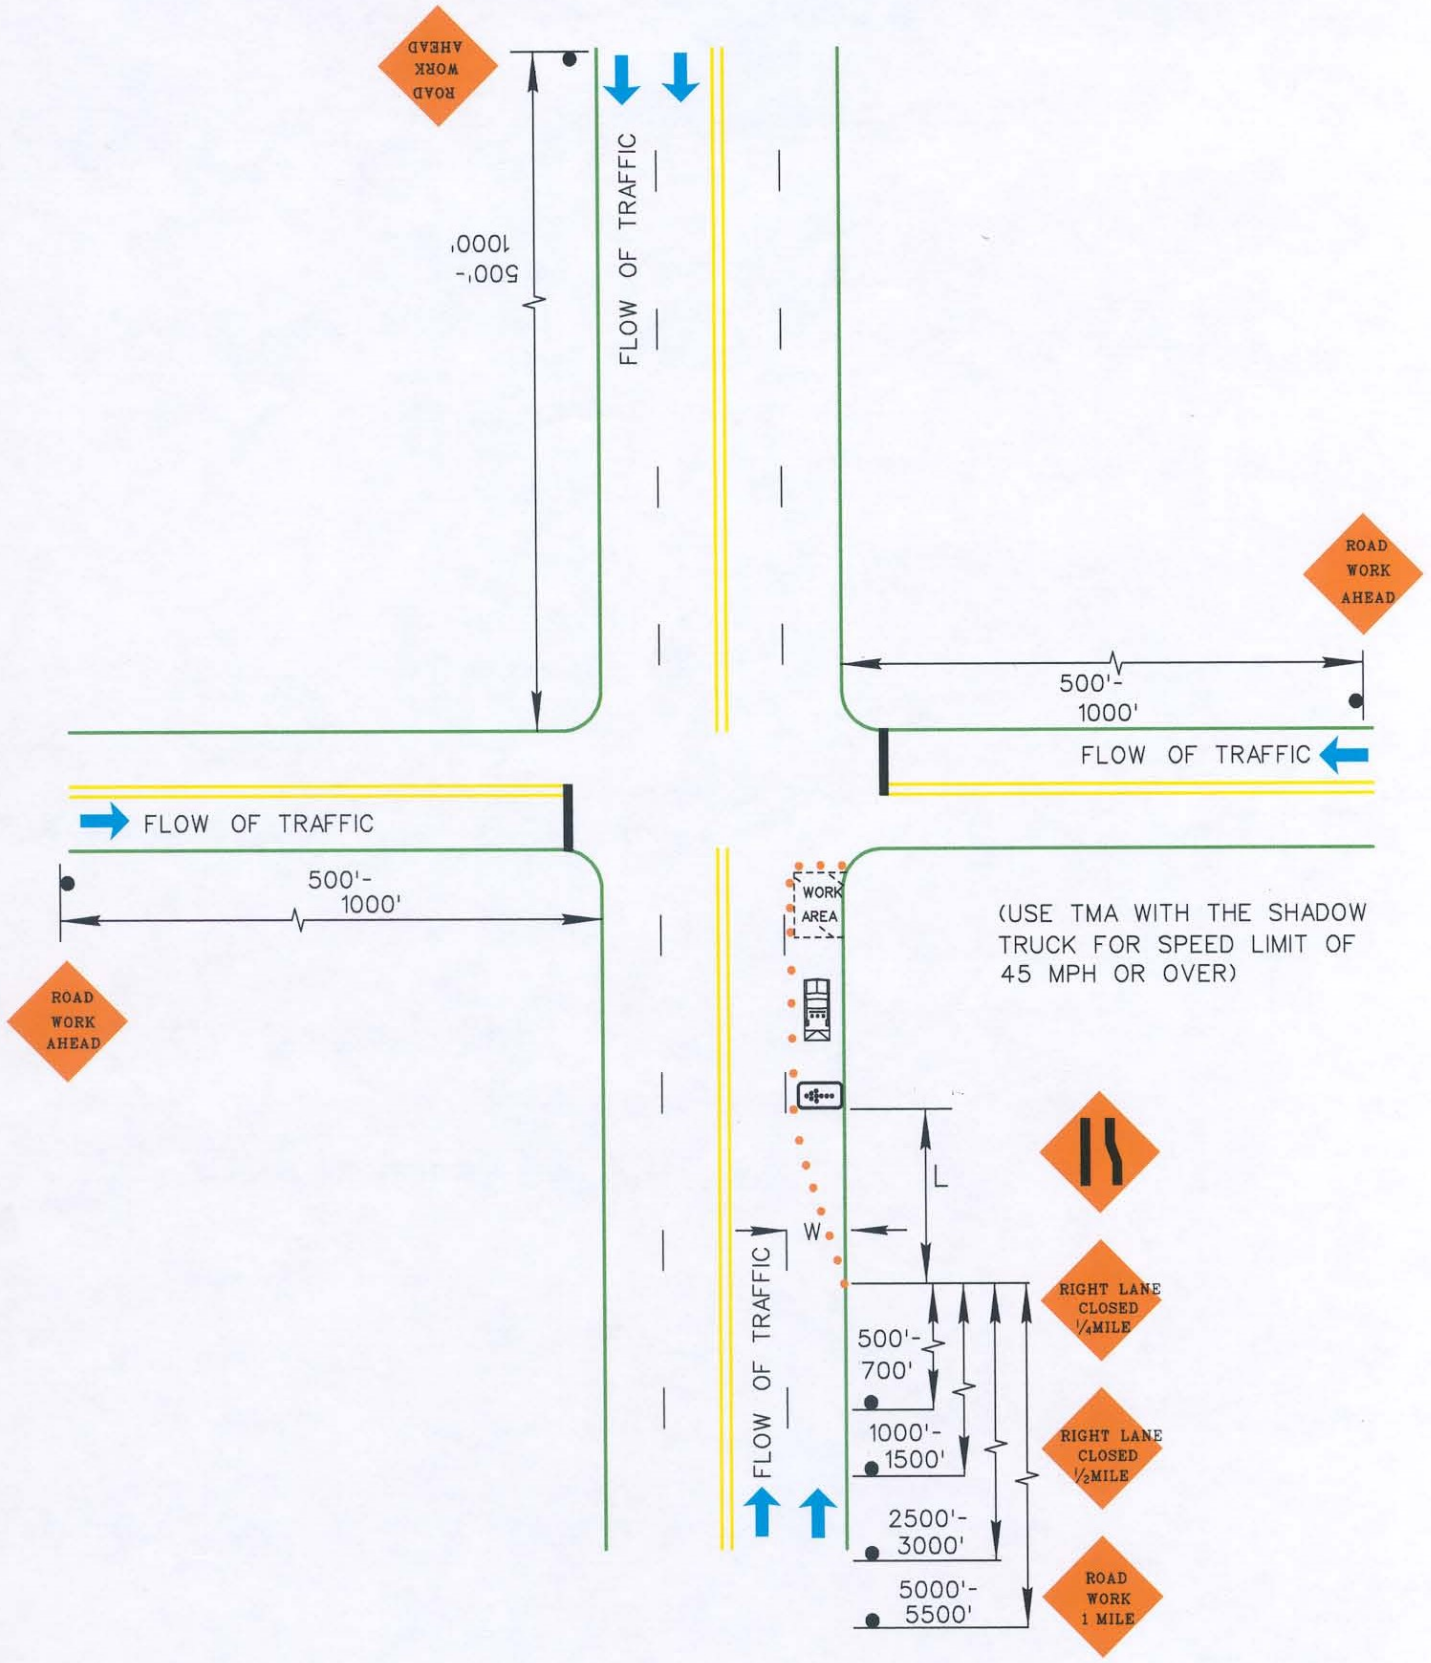 ROAD
WORK
AHEAD
FLOW OF TRAFFIC
500'-
1000'
ROAD
WORK
AHEAD
500'-
1000'
FLOW OF TRAFFIC
FLOW OF TRAFFIC
500'-
1000'
ROAD
WORK
AHEAD
WORK
AREA
(USE TMA WITH THE SHADOW
TRUCK FOR SPEED LIMIT OF
45 MPH OR OVER)
L
W
FLOW OF TRAFFIC
RIGHT LANE
CLOSED
1/4MILE
500'-
700'
1000'-
1500'
RIGHT LANE
CLOSED
1/2MILE
2500'-
3000'
5000'-
5500'
ROAD
WORK
1 MILE